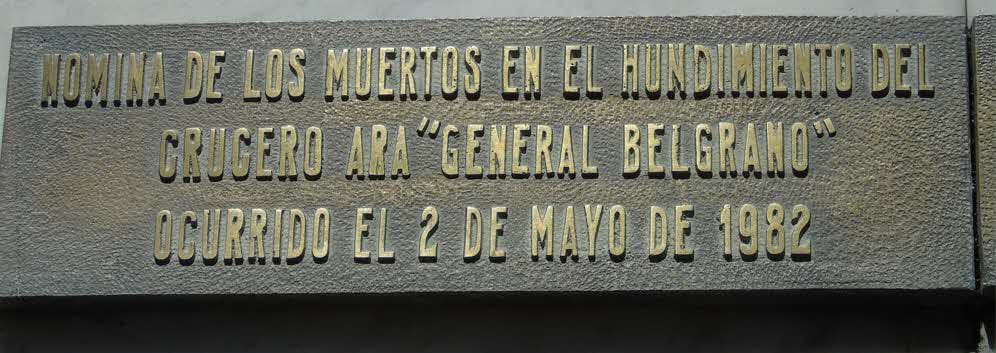 NOMINA DE LOS MUERTOS EN EL HUNDIMIENTO DEL
CRUCERO ARA "GENERAL BELGRANO"
OCURRIDO EL 2 DE MAYO DE 1982